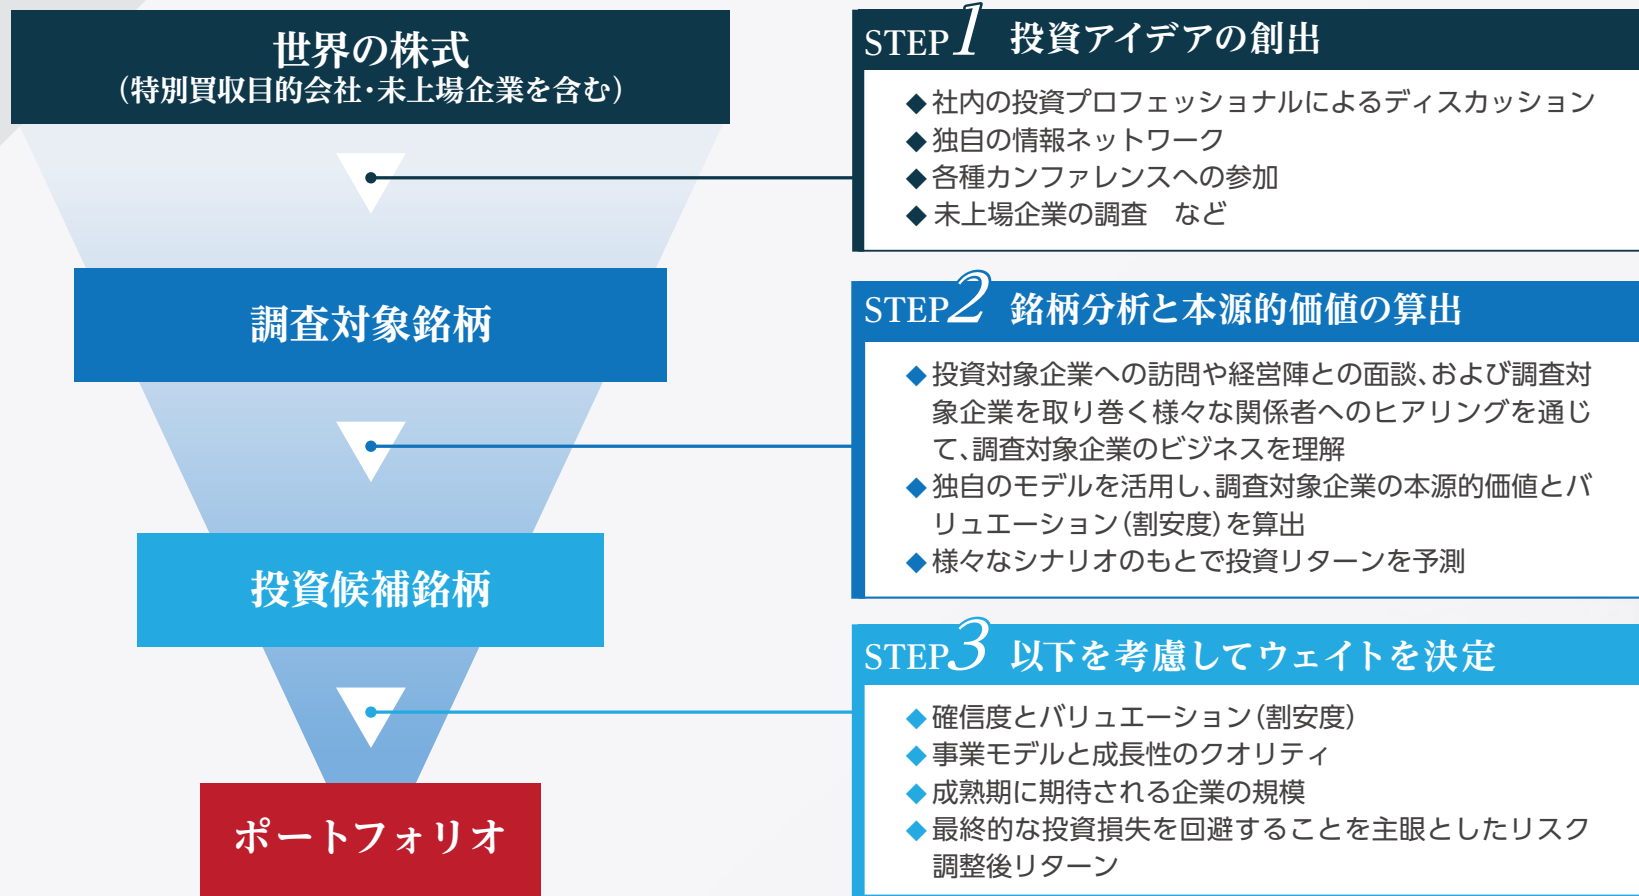 世界の株式
（特別買収目的会社・未上場企業を含む）
調査対象銘柄
投資候補銘柄
ポートフォリオ
STEP1 投資アイデアの創出
◆社内の投資プロフェッショナルによるディスカッション
◆独自の情報ネットワーク
◆各種カンファレンスへの参加
◆未上場企業の調査　など
STEP2 銘柄分析と本源的価値の算出
◆投資対象企業への訪問や経営陣との面談、および調査対
象企業を取り巻く様々な関係者へのヒアリングを通じ
て、調査対象企業のビジネスを理解
◆独自のモデルを活用し、調査対象企業の本源的価値とバ
リュエーション（割安度）を算出
◆様々なシナリオのもとで投資リターンを予測
STEP3 以下を考慮してウェイトを決定
◆確信度とバリュエーション（割安度）
◆事業モデルと成長性のクオリティ
◆成熟期に期待される企業の規模
◆最終的な投資損失を回避することを主眼としたリスク
調整後リターン